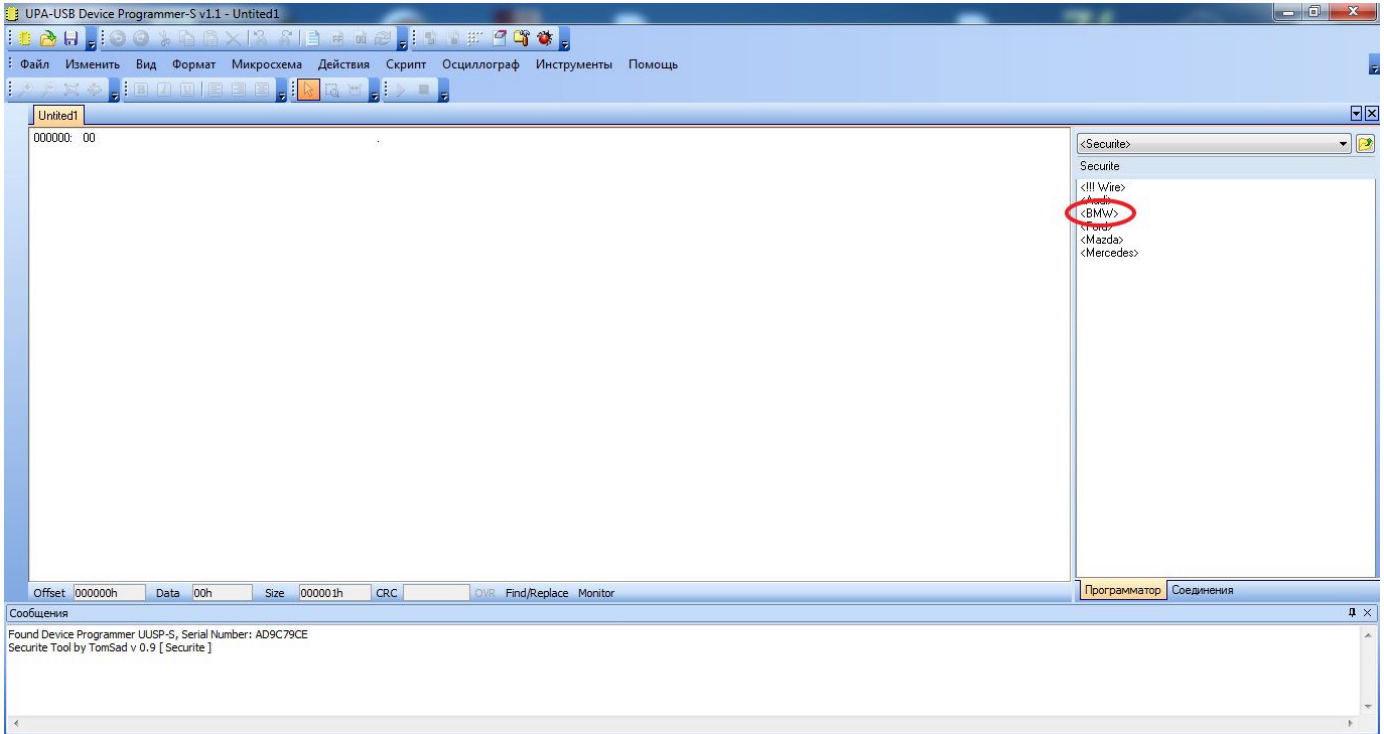 UPA-USB Device Programmer-S v1.1 - Untited1
Файл Изменить Вид Формат Микросхема Действия Скрипт Осциллограф Инструменты Помощь
Untited1
000000: 00 .
<Securite>
Securite
<!!! Wire>
<Audi>
<BMW>
<Ford>
<Mazda>
<Mercedes>
Offset 000000h Data 00h Size 000001h CRC OVR Find/Replace Monitor
Программатор Соединения
Сообщения
Found Device Programmer UUSP-S, Serial Number: AD9C79CE
Securite Tool by TomSad v 0.9 [ Securite ]